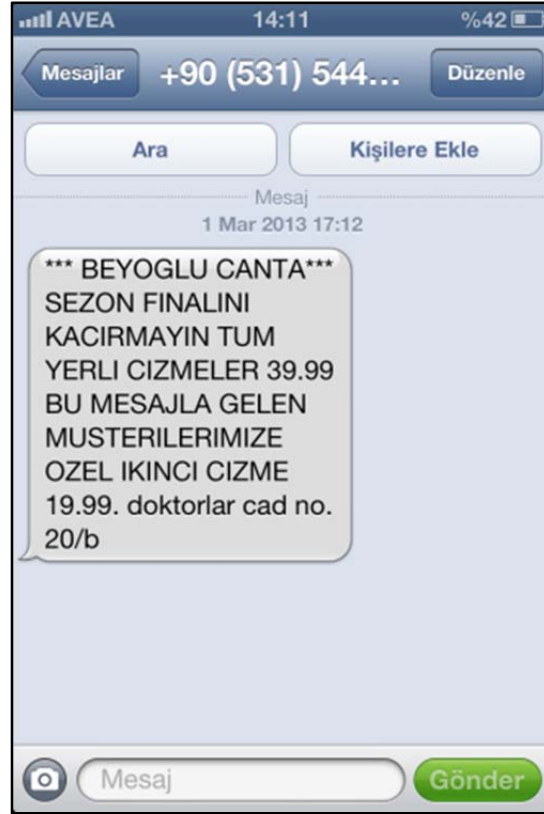 AVEA 14:11 %42
Mesajlar +90 (531) 544... Düzenle
Ara Kişilere Ekle
Mesaj
1 Mar 2013 17:12
*** BEYOGLU CANTA***
SEZON FINALINI
KACIRMAYIN TUM
YERLI CIZMELER 39.99
BU MESAJLA GELEN
MUSTERILERIMIZE
OZEL IKINCI CIZME
19.99. doktorlar cad no.
20/b
Mesaj Gönder